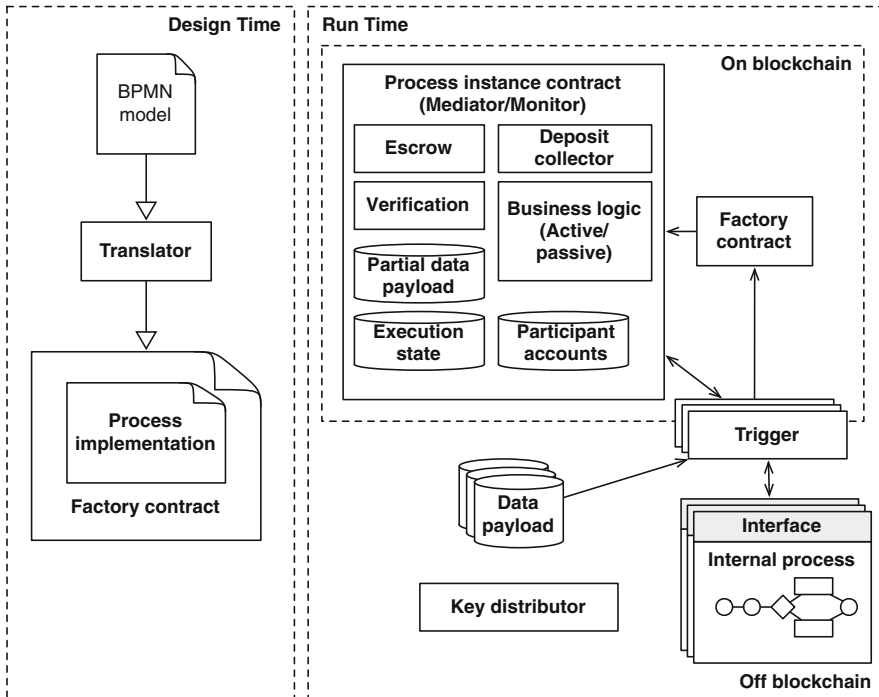 Design Time
BPMN
model
Translator
Process
implementation
Factory contract
Run Time
On blockchain
Process instance contract
(Mediator/Monitor)
Escrow
Deposit
collector
Verification
Business logic
(Active/
passive)
Partial data
payload
Execution
state
Participant
accounts
Factory
contract
Trigger
Data
payload
Interface
Internal process
Key distributor
Off blockchain